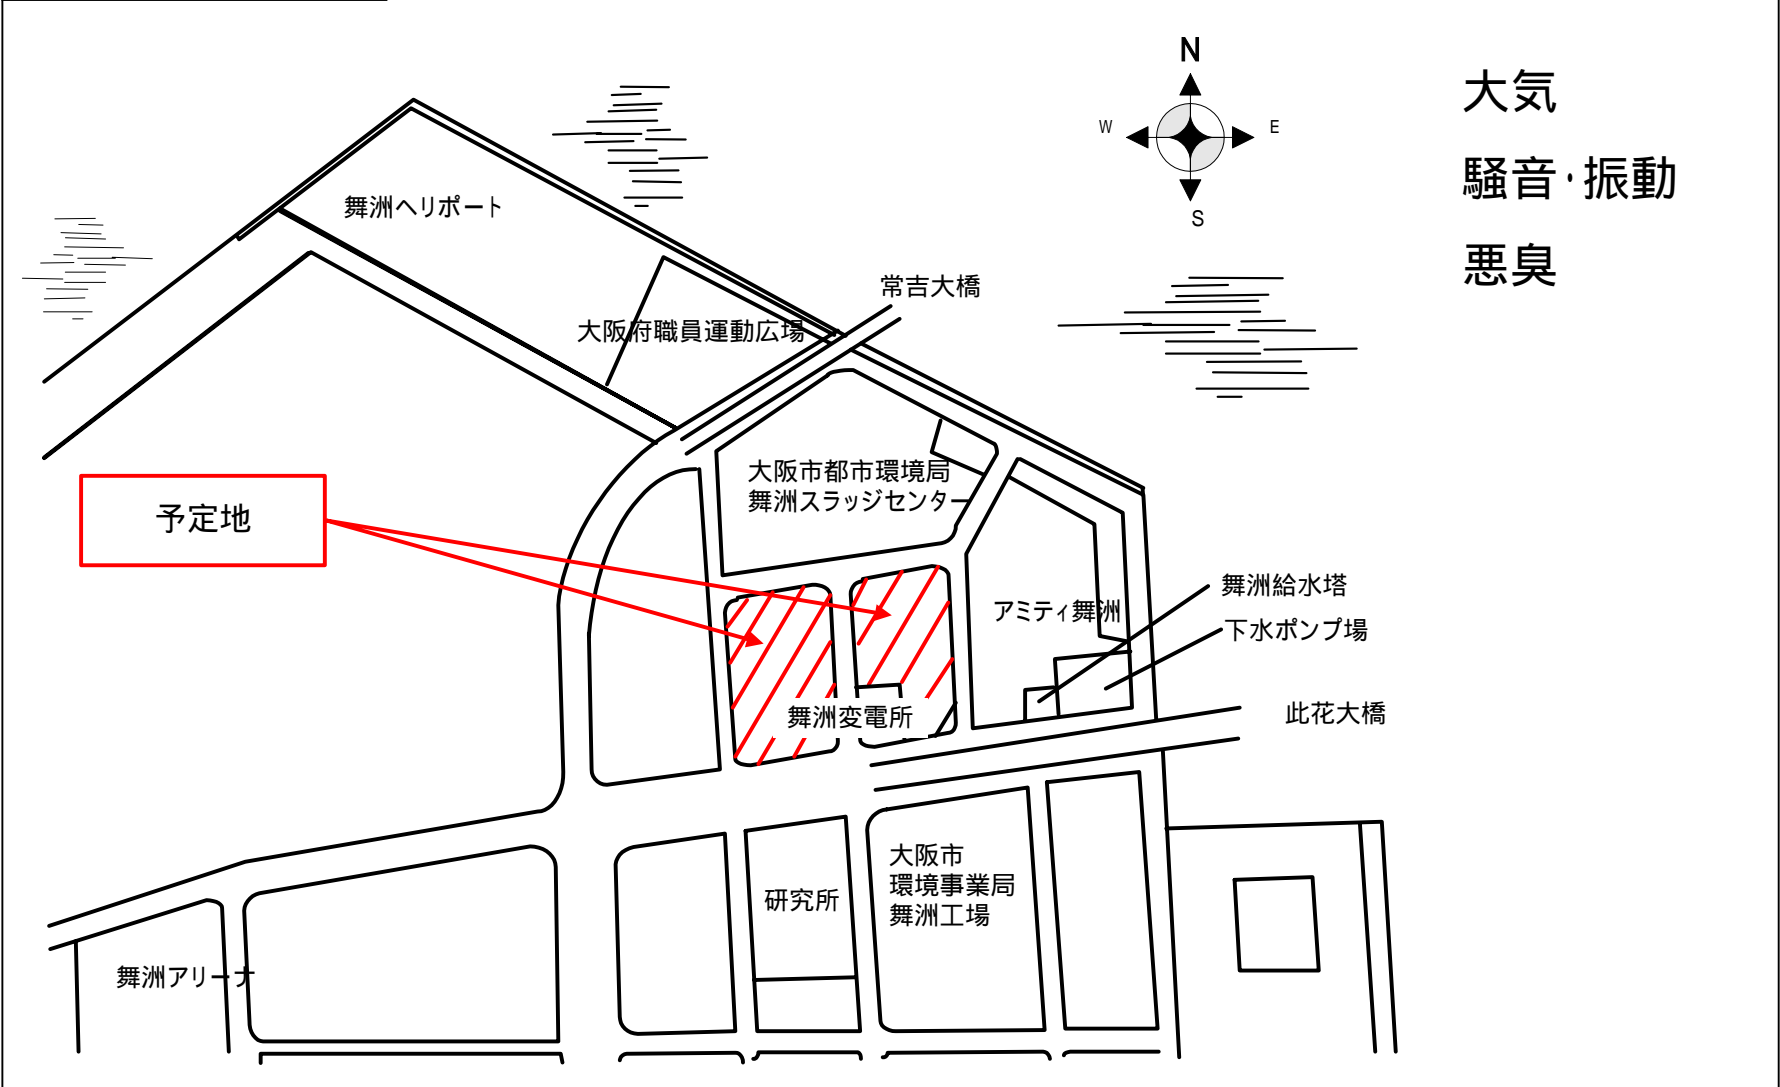 N
W
E
S
大気
騒音・振動
悪臭
舞洲ヘリポート
常吉大橋
大阪府職員運動広場
大阪市都市環境局
舞洲スラッジセンター
予定地
舞洲給水塔
アミティ舞洲
下水ポンプ場
舞洲変電所
此花大橋
大阪市
環境事業局
舞洲工場
研究所
舞洲アリーナ